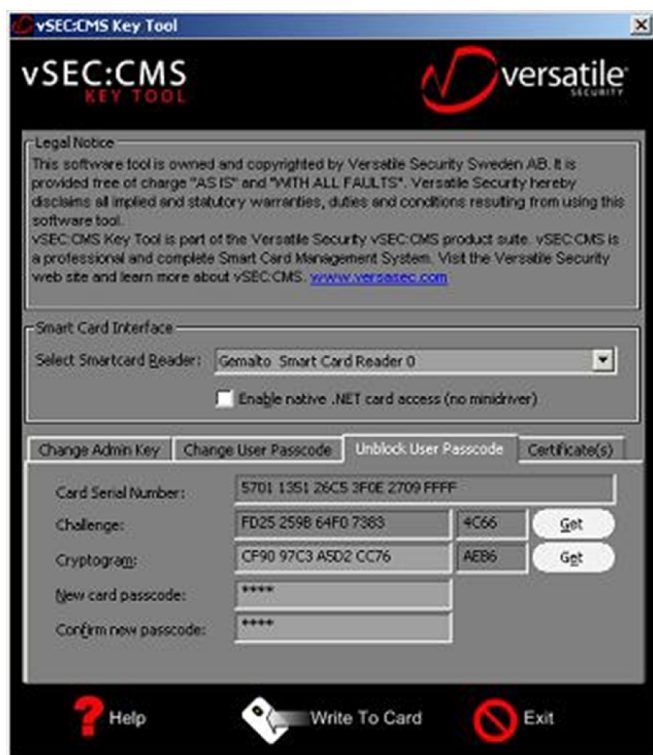 vSEC:CMS Key Tool
vSEC:CMS
KEY TOOL
versatile
SECURITY
Legal Notice
This software tool is owned and copyrighted by Versatile Security Sweden AB. It is
provided free of charge "AS IS" and "WITH ALL FAULTS". Versatile Security hereby
disclaims all implied and statutory warranties, duties and conditions resulting from using this
software tool.
vSEC:CMS Key Tool is part of the Versatile Security vSEC:CMS product suite. vSEC:CMS is
a professional and complete Smart Card Management System. Visit the Versatile Security
web site and learn more about vSEC:CMS. www.versasec.com
Smart Card Interface
Select Smartcard Reader: Gemalto Smart Card Reader 0
Enable native .NET card access (no minidriver)
Change Admin Key Change User Passcode Unblock User Passcode Certificate(s)
Card Serial Number: 5701 1351 26C5 3F0E 2709 FFFF
Challenge: FD25 259B 64F0 7383 4C66 Get
Cryptogram: CF90 97C3 A5D2 CC76 AEB6 Get
New card passcode: ****
Confirm new passcode: ****
Help Write To Card Exit